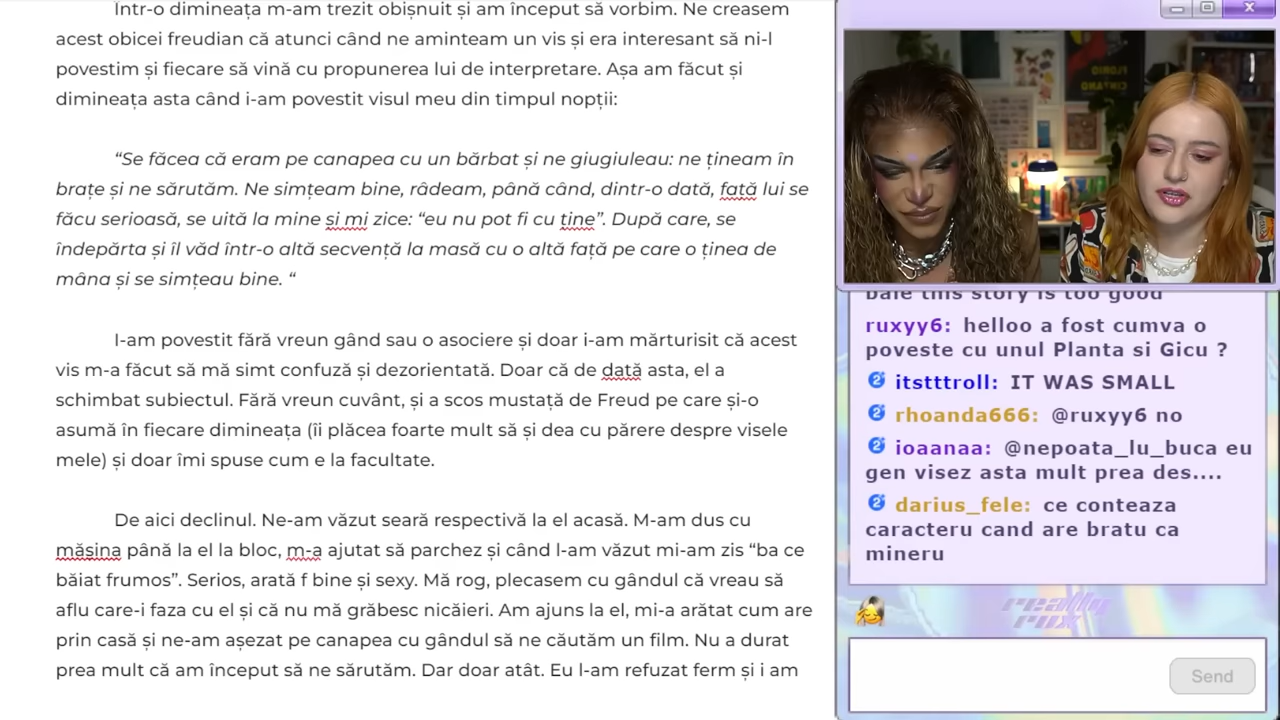 Într-o dimineața m-am trezit obișnuit și am început să vorbim. Ne creasem
acest obicei freudian că atunci când ne aminteam un vis și era interesant să ni-l
povestim și fiecare să vină cu propunerea lui de interpretare. Așa am făcut și
dimineața asta când i-am povestit visul meu din timpul nopții:
“Se făcea că eram pe canapea cu un bărbat și ne giugiuleau: ne țineam în
brațe și ne sărutăm. Ne simțeam bine, râdeam, până când, dintr-o dată, față lui se
făcu serioasă, se uită la mine si mi zice: “eu nu pot fi cu tine”. După care, se
îndepărta și îl văd într-o altă secvență la masă cu o altă față pe care o ținea de
mâna și se simțeau bine. “
I-am povestit fără vreun gând sau o asociere și doar i-am mărturisit că acest
vis m-a făcut să mă simt confuză și dezorientată. Doar că de dată asta, el a
schimbat subiectul. Fără vreun cuvânt, și a scos mustață de Freud pe care și-o
asumă în fiecare dimineața (îi plăcea foarte mult să și dea cu părere despre visele
mele) și doar îmi spuse cum e la facultate.
De aici declinul. Ne-am văzut seară respectivă la el acasă. M-am dus cu
măsina până la el la bloc, m-a ajutat să parchez și când l-am văzut mi-am zis “ba ce
băiat frumos”. Serios, arată f bine și sexy. Mă rog, plecasem cu gândul că vreau să
aflu care-i faza cu el și că nu mă grăbesc nicăieri. Am ajuns la el, mi-a arătat cum are
prin casă și ne-am așezat pe canapea cu gândul să ne căutăm un film. Nu a durat
prea mult că am început să ne sărutăm. Dar doar atât. Eu l-am refuzat ferm și i am
baie this story is too good
ruxyy6: helloo a fost cumva o
poveste cu unul Planta si Gicu ?
itstttroll: IT WAS SMALL
rhoanda666: @ruxyy6 no
ioaanaa: @nepoata_lu_buca eu
gen visez asta mult prea des....
darius_fele: ce conteaza
caracteru cand are bratu ca
mineru
really
rux
Send